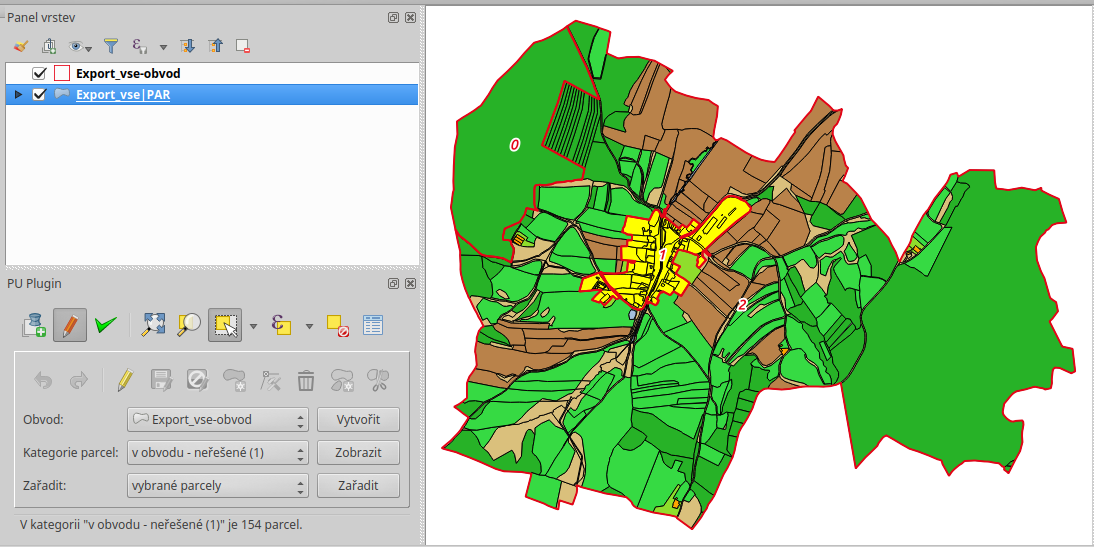 Panel vrstev
Export_vse-obvod
Export_vse|PAR
PU Plugin
Obvod:
Export_vse-obvod
Vytvořit
Kategorie parcel:
v obvodu - neřešené (1)
Zobrazit
Zařadit:
vybrané parcely
Zařadit
V kategorii "v obvodu - neřešené (1)" je 154 parcel.
0
1
2